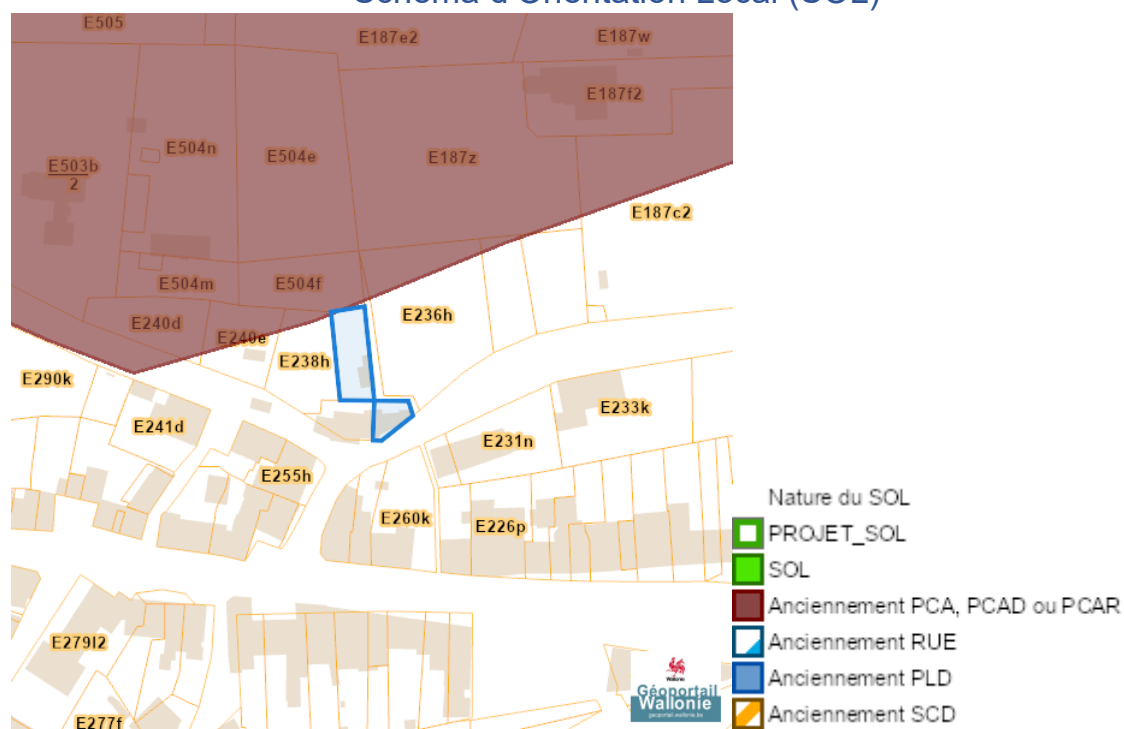 Schéma d'Orientation Local (SOL)
E505
E187e2
E187w
E187f2
E504n
E504e
E187z
E503b
2
E187c2
E504m
E504f
E240d
E240e
E236h
E238h
E290k
E241d
E233k
E231n
E255h
E260k
E226p
E279l2
E277f
Wallonie
Géoportail
Wallonie
geoportail.wallonie.be
Nature du SOL
PROJET_SOL
SOL
Anciennement PCA, PCAD ou PCAR
Anciennement RUE
Anciennement PLD
Anciennement SCD